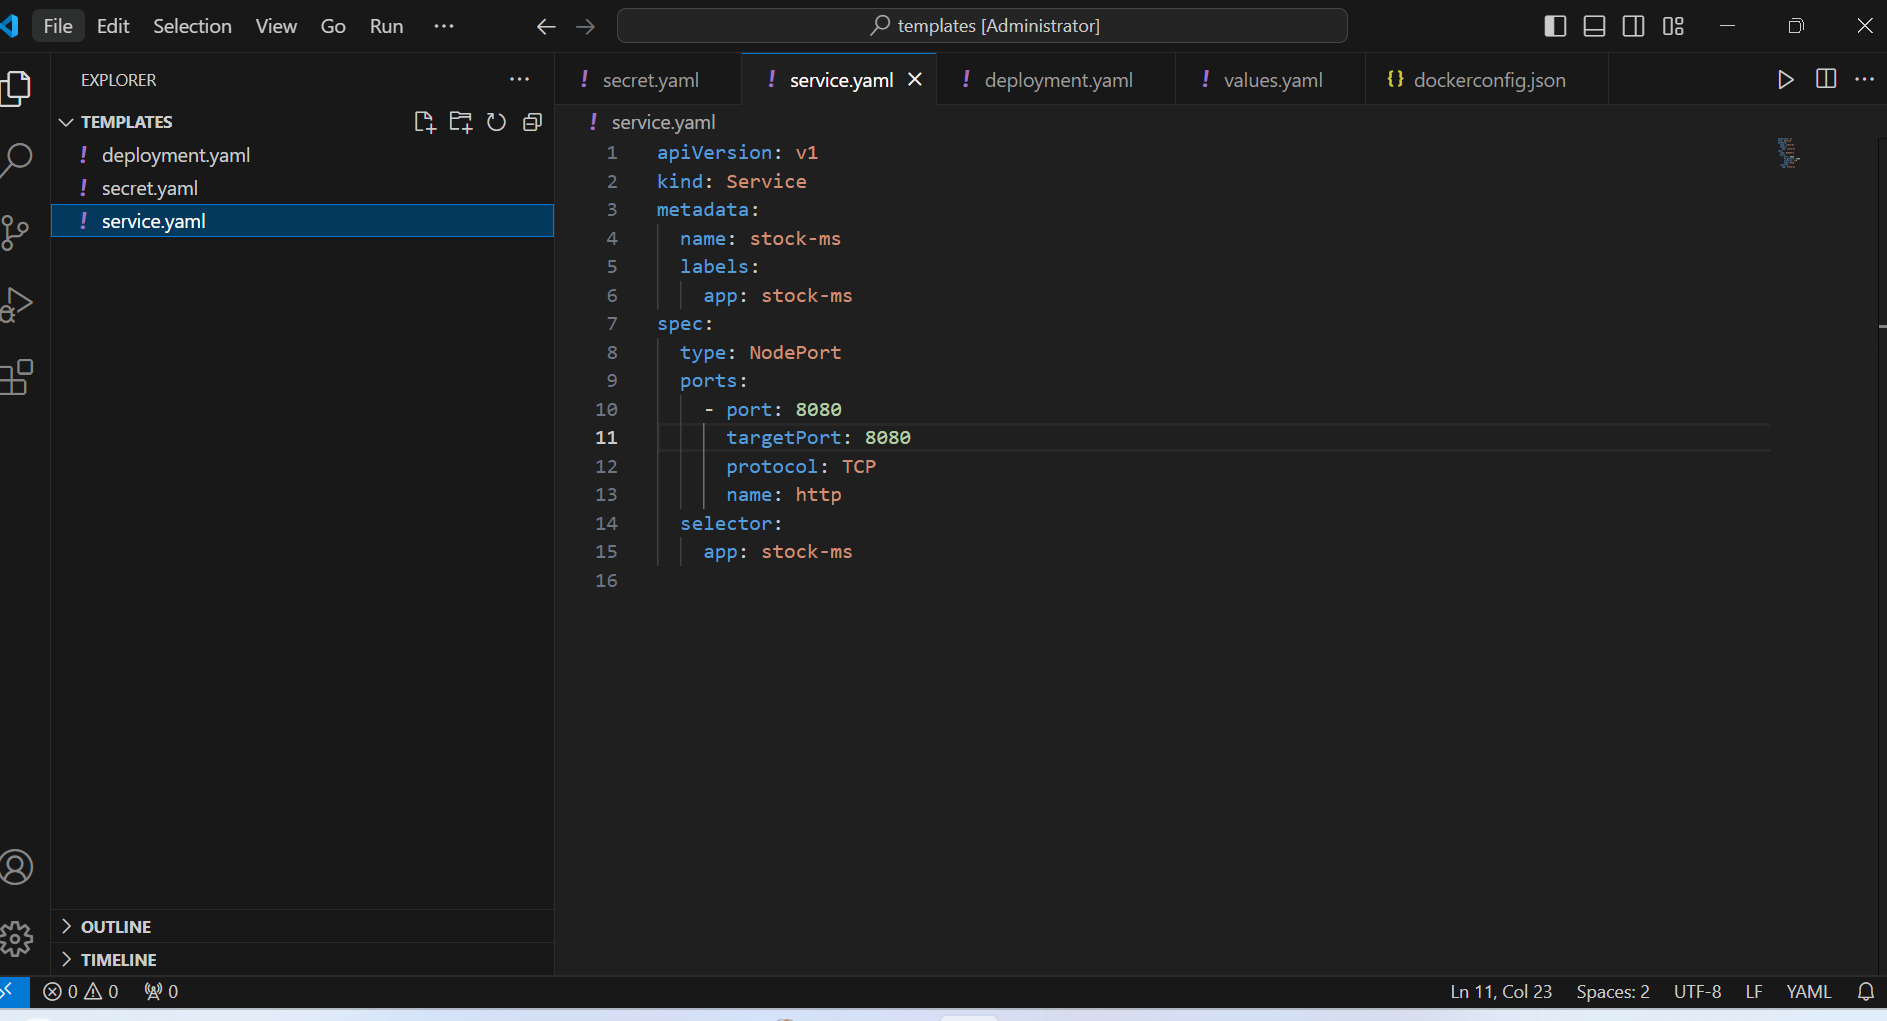 File Edit Selection View Go Run ··· templates [Administrator]
EXPLORER ···
secret.yaml service.yaml deployment.yaml values.yaml {} dockerconfig.json ···
TEMPLATES
! deployment.yaml
! secret.yaml
! service.yaml
! service.yaml
1 apiVersion: v1
2 kind: Service
3 metadata:
4 name: stock-ms
5 labels:
6 app: stock-ms
7 spec:
8 type: NodePort
9 ports:
10 - port: 8080
11 targetPort: 8080
12 protocol: TCP
13 name: http
14 selector:
15 app: stock-ms
16
OUTLINE
TIMELINE
0 0 0 Ln 11, Col 23 Spaces: 2 UTF-8 LF YAML